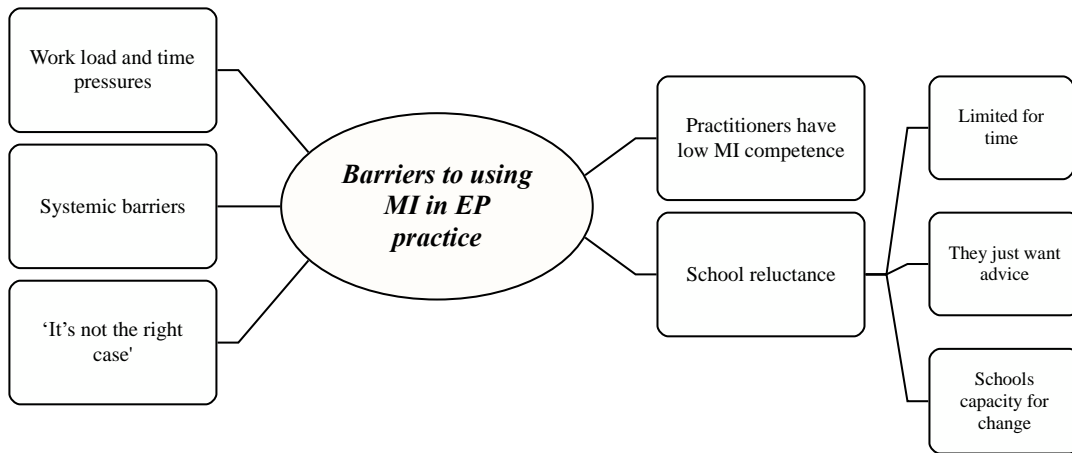 Work load and time
pressures
Systemic barriers
‘It’s not the right
case'
Barriers to using
MI in EP
practice
Practitioners have
low MI competence
School reluctance
Limited for
time
They just want
advice
Schools
capacity for
change